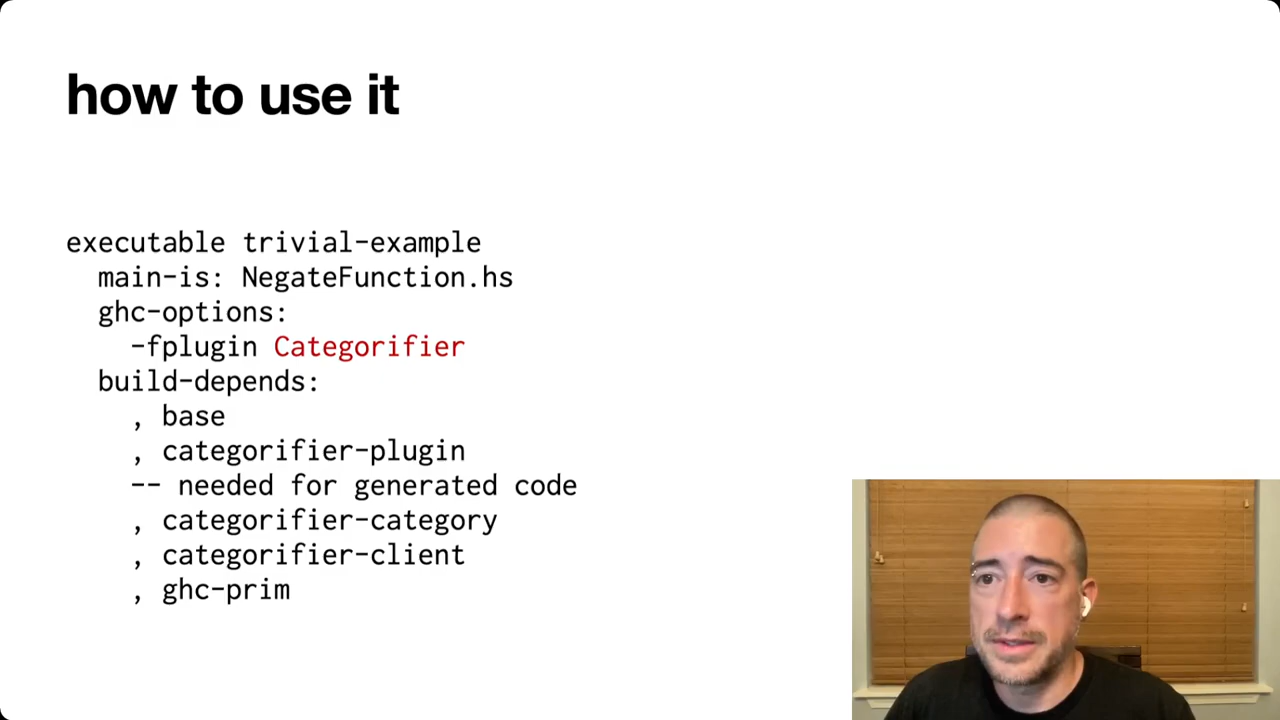 how to use it
executable trivial-example
main-is: NegateFunction.hs
ghc-options:
-fplugin Categorifier
build-depends:
, base
, categorifier-plugin
-- needed for generated code
, categorifier-category
, categorifier-client
, ghc-prim